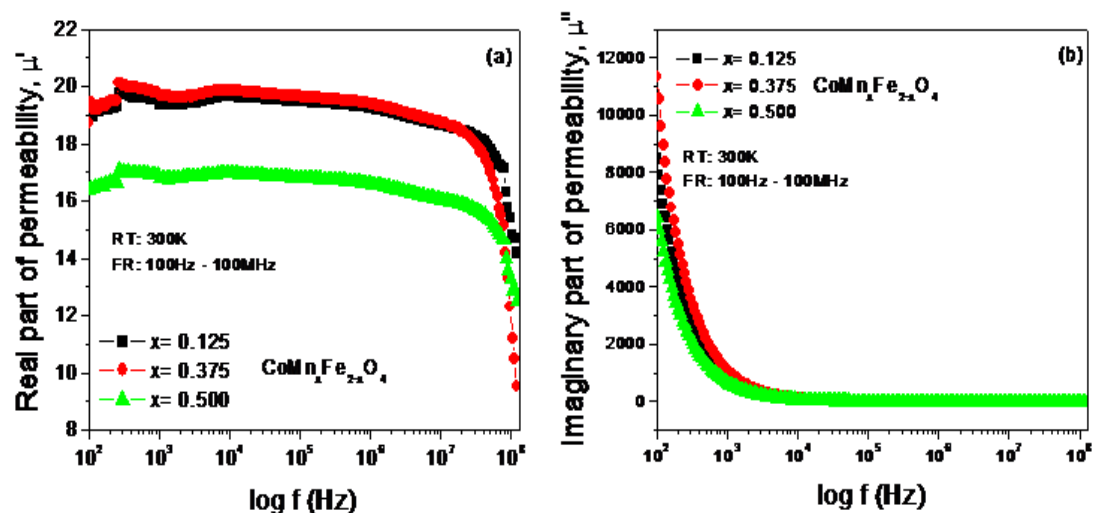 Real part of permeability, μ'
22
20
18
16
14
12
10
8
(a)
RT: 300K
FR: 100Hz - 100MHz
x= 0.125
x= 0.375
x= 0.500
CoMnₓFe₂₋ₓO₄
10² 10³ 10⁴ 10⁵ 10⁶ 10⁷ 10⁸
log f (Hz)
Imaginary part of permeability, μ"
12000
10000
8000
6000
4000
2000
0
(b)
x= 0.125
x= 0.375
x= 0.500
CoMnₓFe₂₋ₓO₄
RT: 300K
FR: 100Hz - 100MHz
10² 10³ 10⁴ 10⁵ 10⁶ 10⁷ 10⁸
log f (Hz)